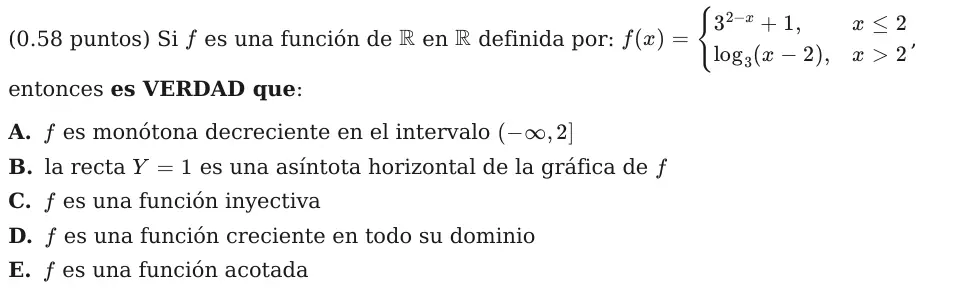 (0.58 puntos) Si f es una función de ℝ en ℝ definida por: f(x) = { 3^{2−x} + 1, x ≤ 2
log₃(x − 2), x > 2 ,
entonces es VERDAD que:
A. f es monótona decreciente en el intervalo (−∞, 2]
B. la recta Y = 1 es una asíntota horizontal de la gráfica de f
C. f es una función inyectiva
D. f es una función creciente en todo su dominio
E. f es una función acotada